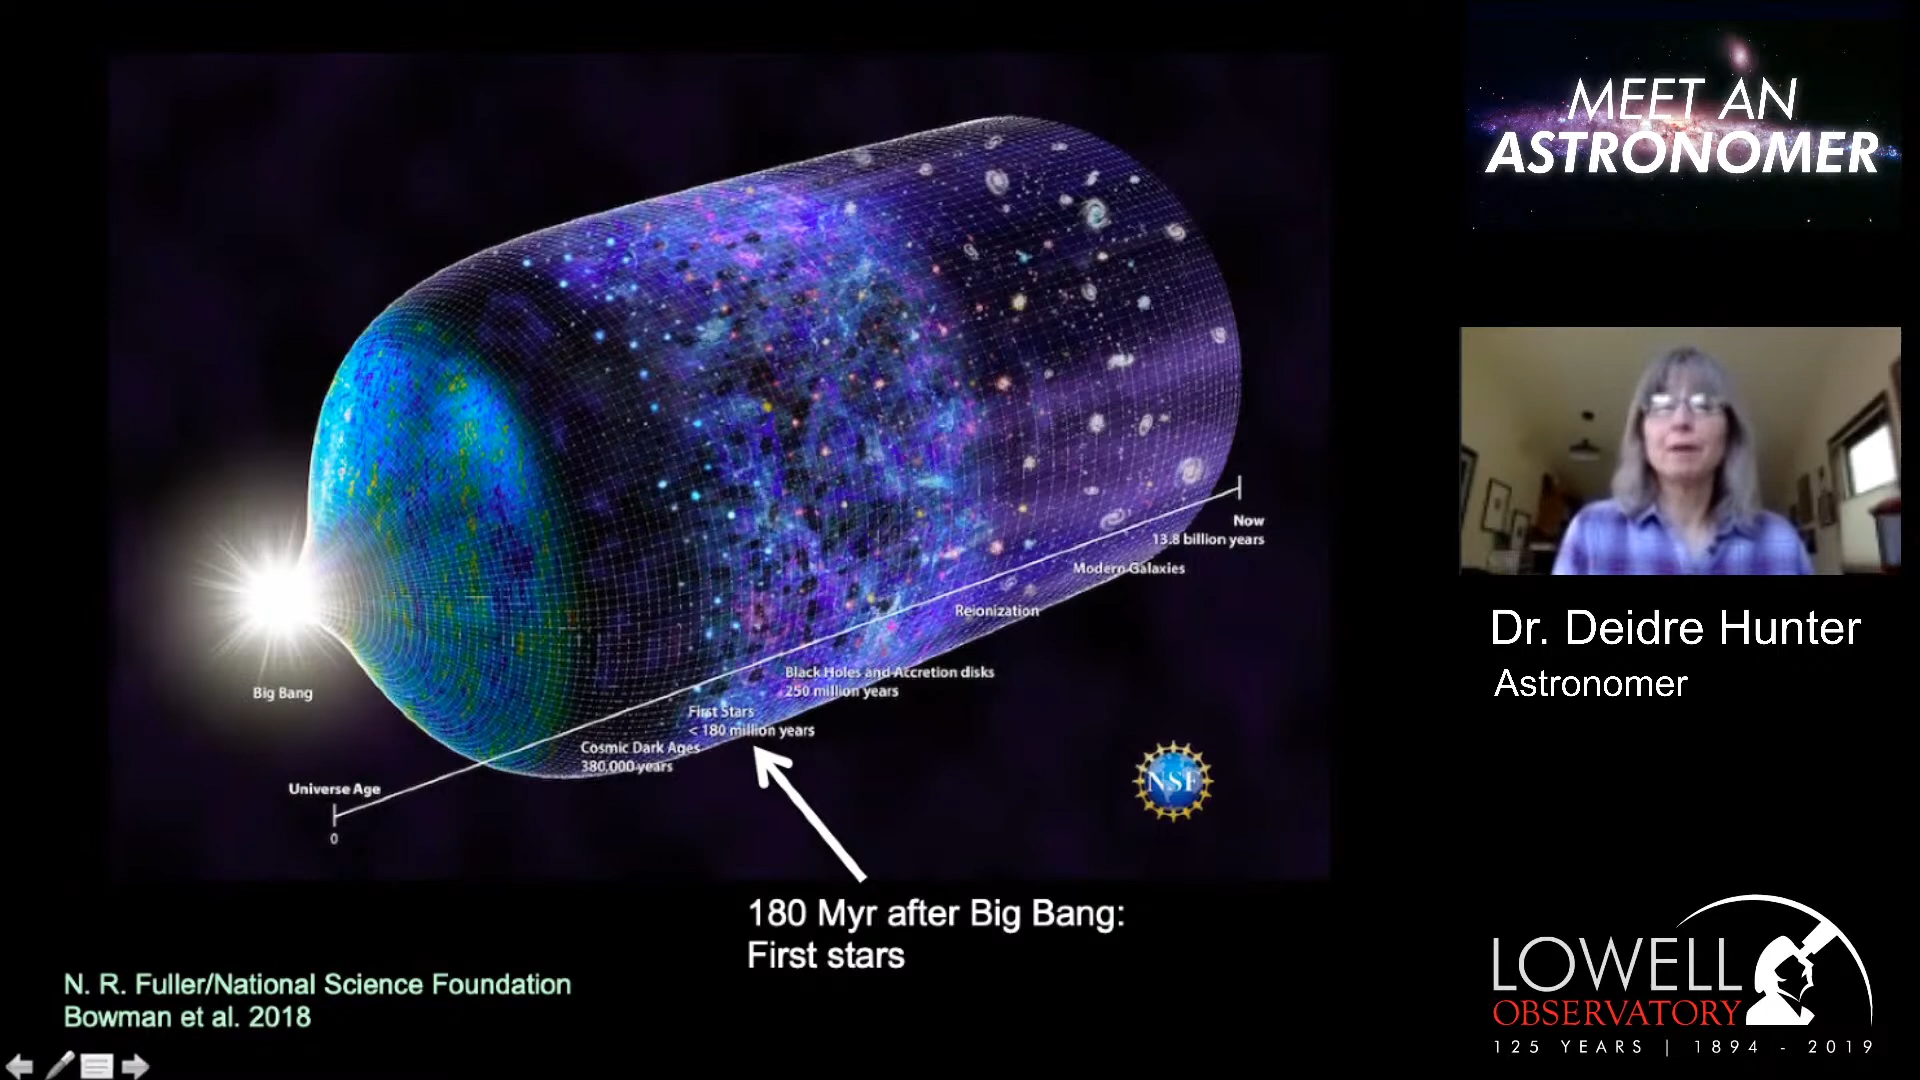 MEET AN
ASTRONOMER
Now
13.8 billion years
Modern Galaxies
Reionization
Black Holes and Accretion disks
250 million years
First Stars
< 180 million years
Cosmic Dark Ages
380,000 years
Big Bang
Universe Age
0
NSF
180 Myr after Big Bang:
First stars
N. R. Fuller/National Science Foundation
Bowman et al. 2018
Dr. Deidre Hunter
Astronomer
LOWELL
OBSERVATORY
125 YEARS | 1894 - 2019